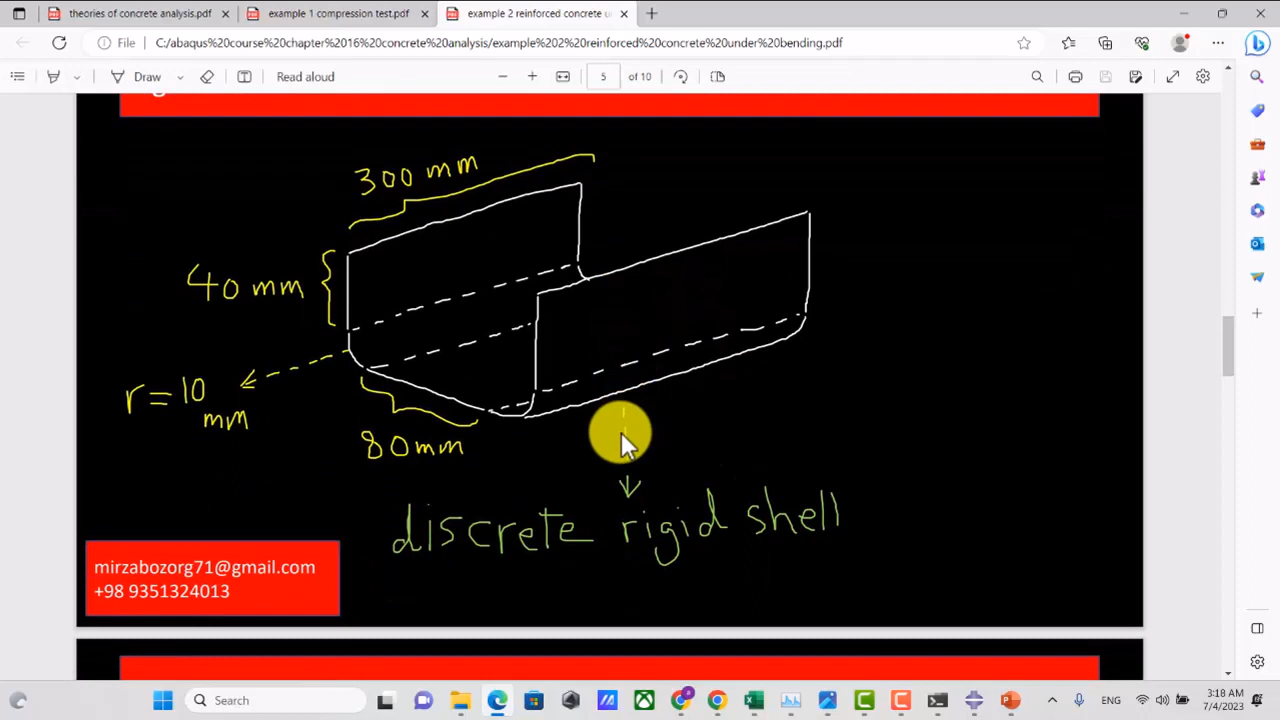 theories of concrete analysis.pdf
example 1 compression test.pdf
example 2 reinforced concrete u
File
C:/abaqus%20course%20chapter%2016%20concrete%20analysis/example%202%20reinforced%20concrete%20under%20bending.pdf
Draw
Read aloud
5
of 10
300 mm
40 mm
r = 10
mm
80mm
discrete rigid shell
mirzabozorg71@gmail.com
+98 9351324013
Search
ENG
3:18 AM
7/4/2023